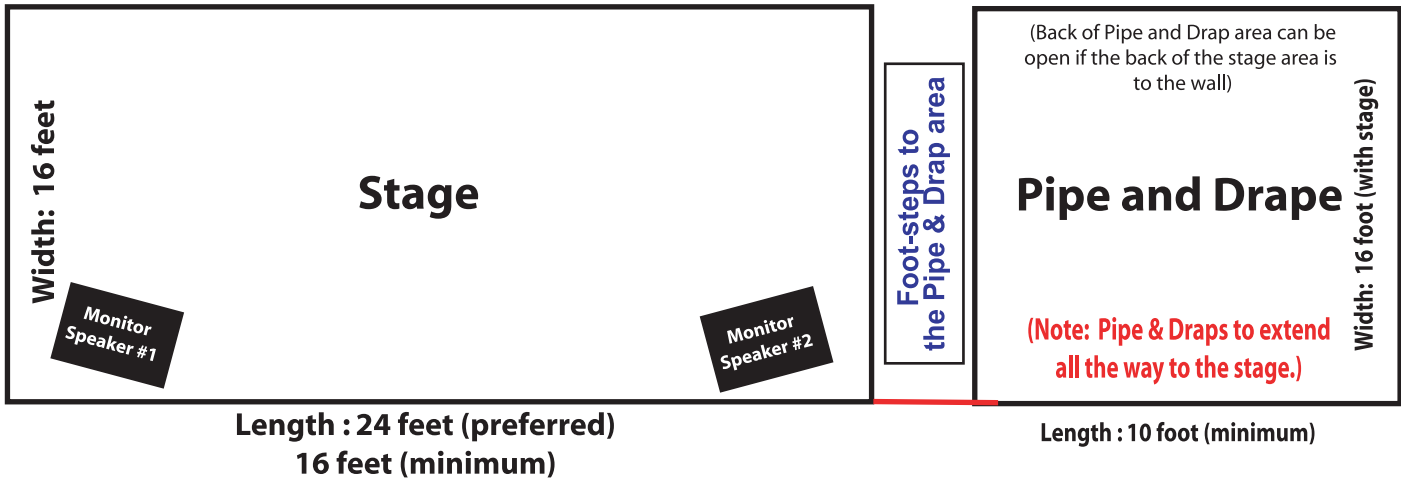 Width:  16 feet
Stage
Monitor
Speaker #1
Monitor
Speaker #2
Length : 24 feet (preferred)
16 feet (minimum)
Foot-steps to
the Pipe & Drap area
(Back of Pipe and Drap area can be
open if the back of the stage area is
to the wall)
Pipe and Drape
Width:  16 foot (with stage)
(Note:  Pipe & Draps to extend
all the way to the stage.)
Length : 10 foot (minimum)